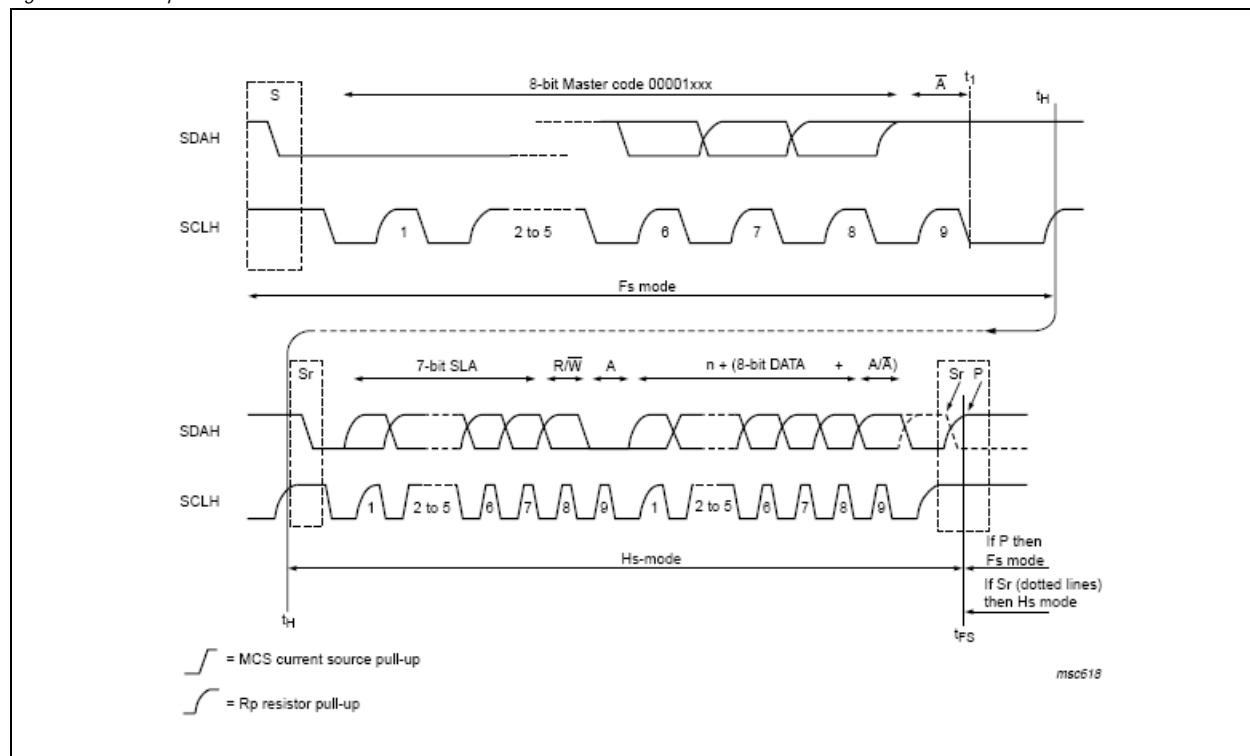 8-bit Master code 00001xxx
A̅
t1
S
tH
SDAH
SCLH
1
2 to 5
6
7
8
9
Fs mode
Sr
7-bit SLA
R/W̅
A
n + (8-bit DATA
+
A/A̅)
Sr
P
SDAH
SCLH
1
2 to 5
6
7
8
9
1
2 to 5
6
7
8
9
If P then
Fs mode
Hs-mode
If Sr (dotted lines)
then Hs mode
tH
tFS
= MCS current source pull-up
msc618
= Rp resistor pull-up